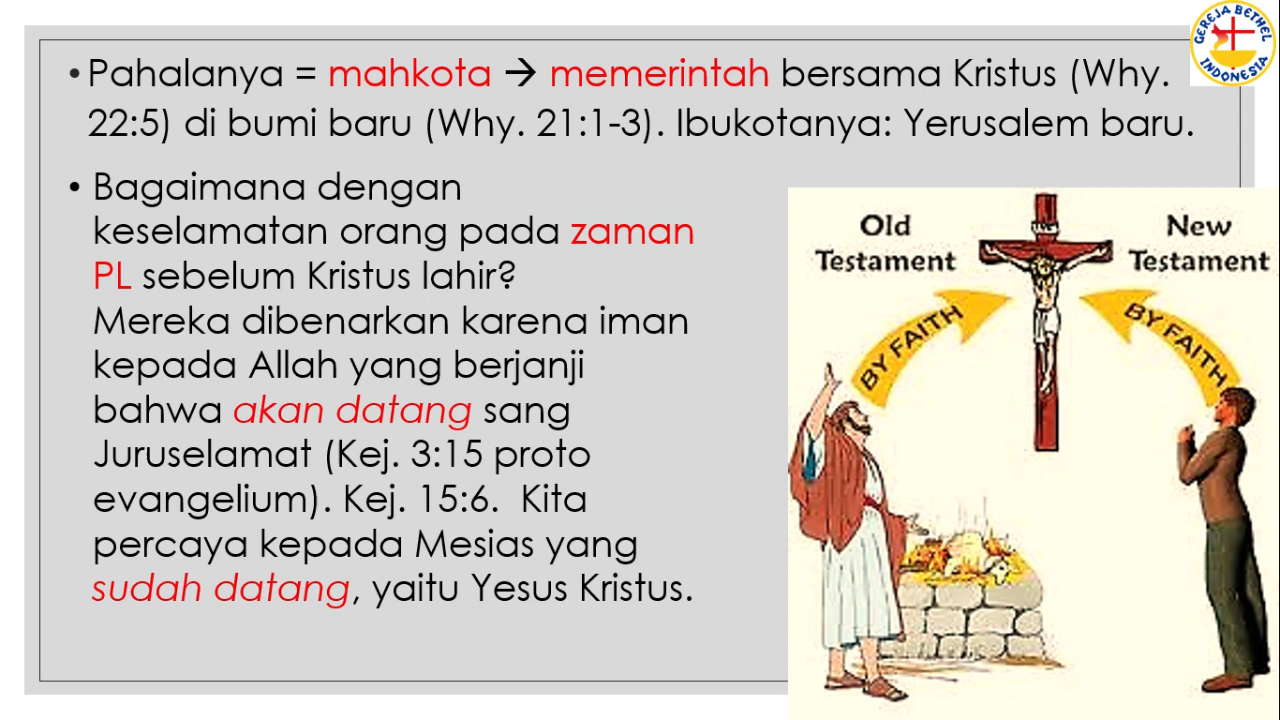 • Pahalanya = mahkota → memerintah bersama Kristus (Why.
22:5) di bumi baru (Why. 21:1-3). Ibukotanya: Yerusalem baru.
• Bagaimana dengan
keselamatan orang pada zaman
PL sebelum Kristus lahir?
Mereka dibenarkan karena iman
kepada Allah yang berjanji
bahwa akan datang sang
Juruselamat (Kej. 3:15 proto
evangelium). Kej. 15:6. Kita
percaya kepada Mesias yang
sudah datang, yaitu Yesus Kristus.
GEREJA BETHEL
INDONESIA
Old
Testament
New
Testament
BY FAITH
BY FAITH